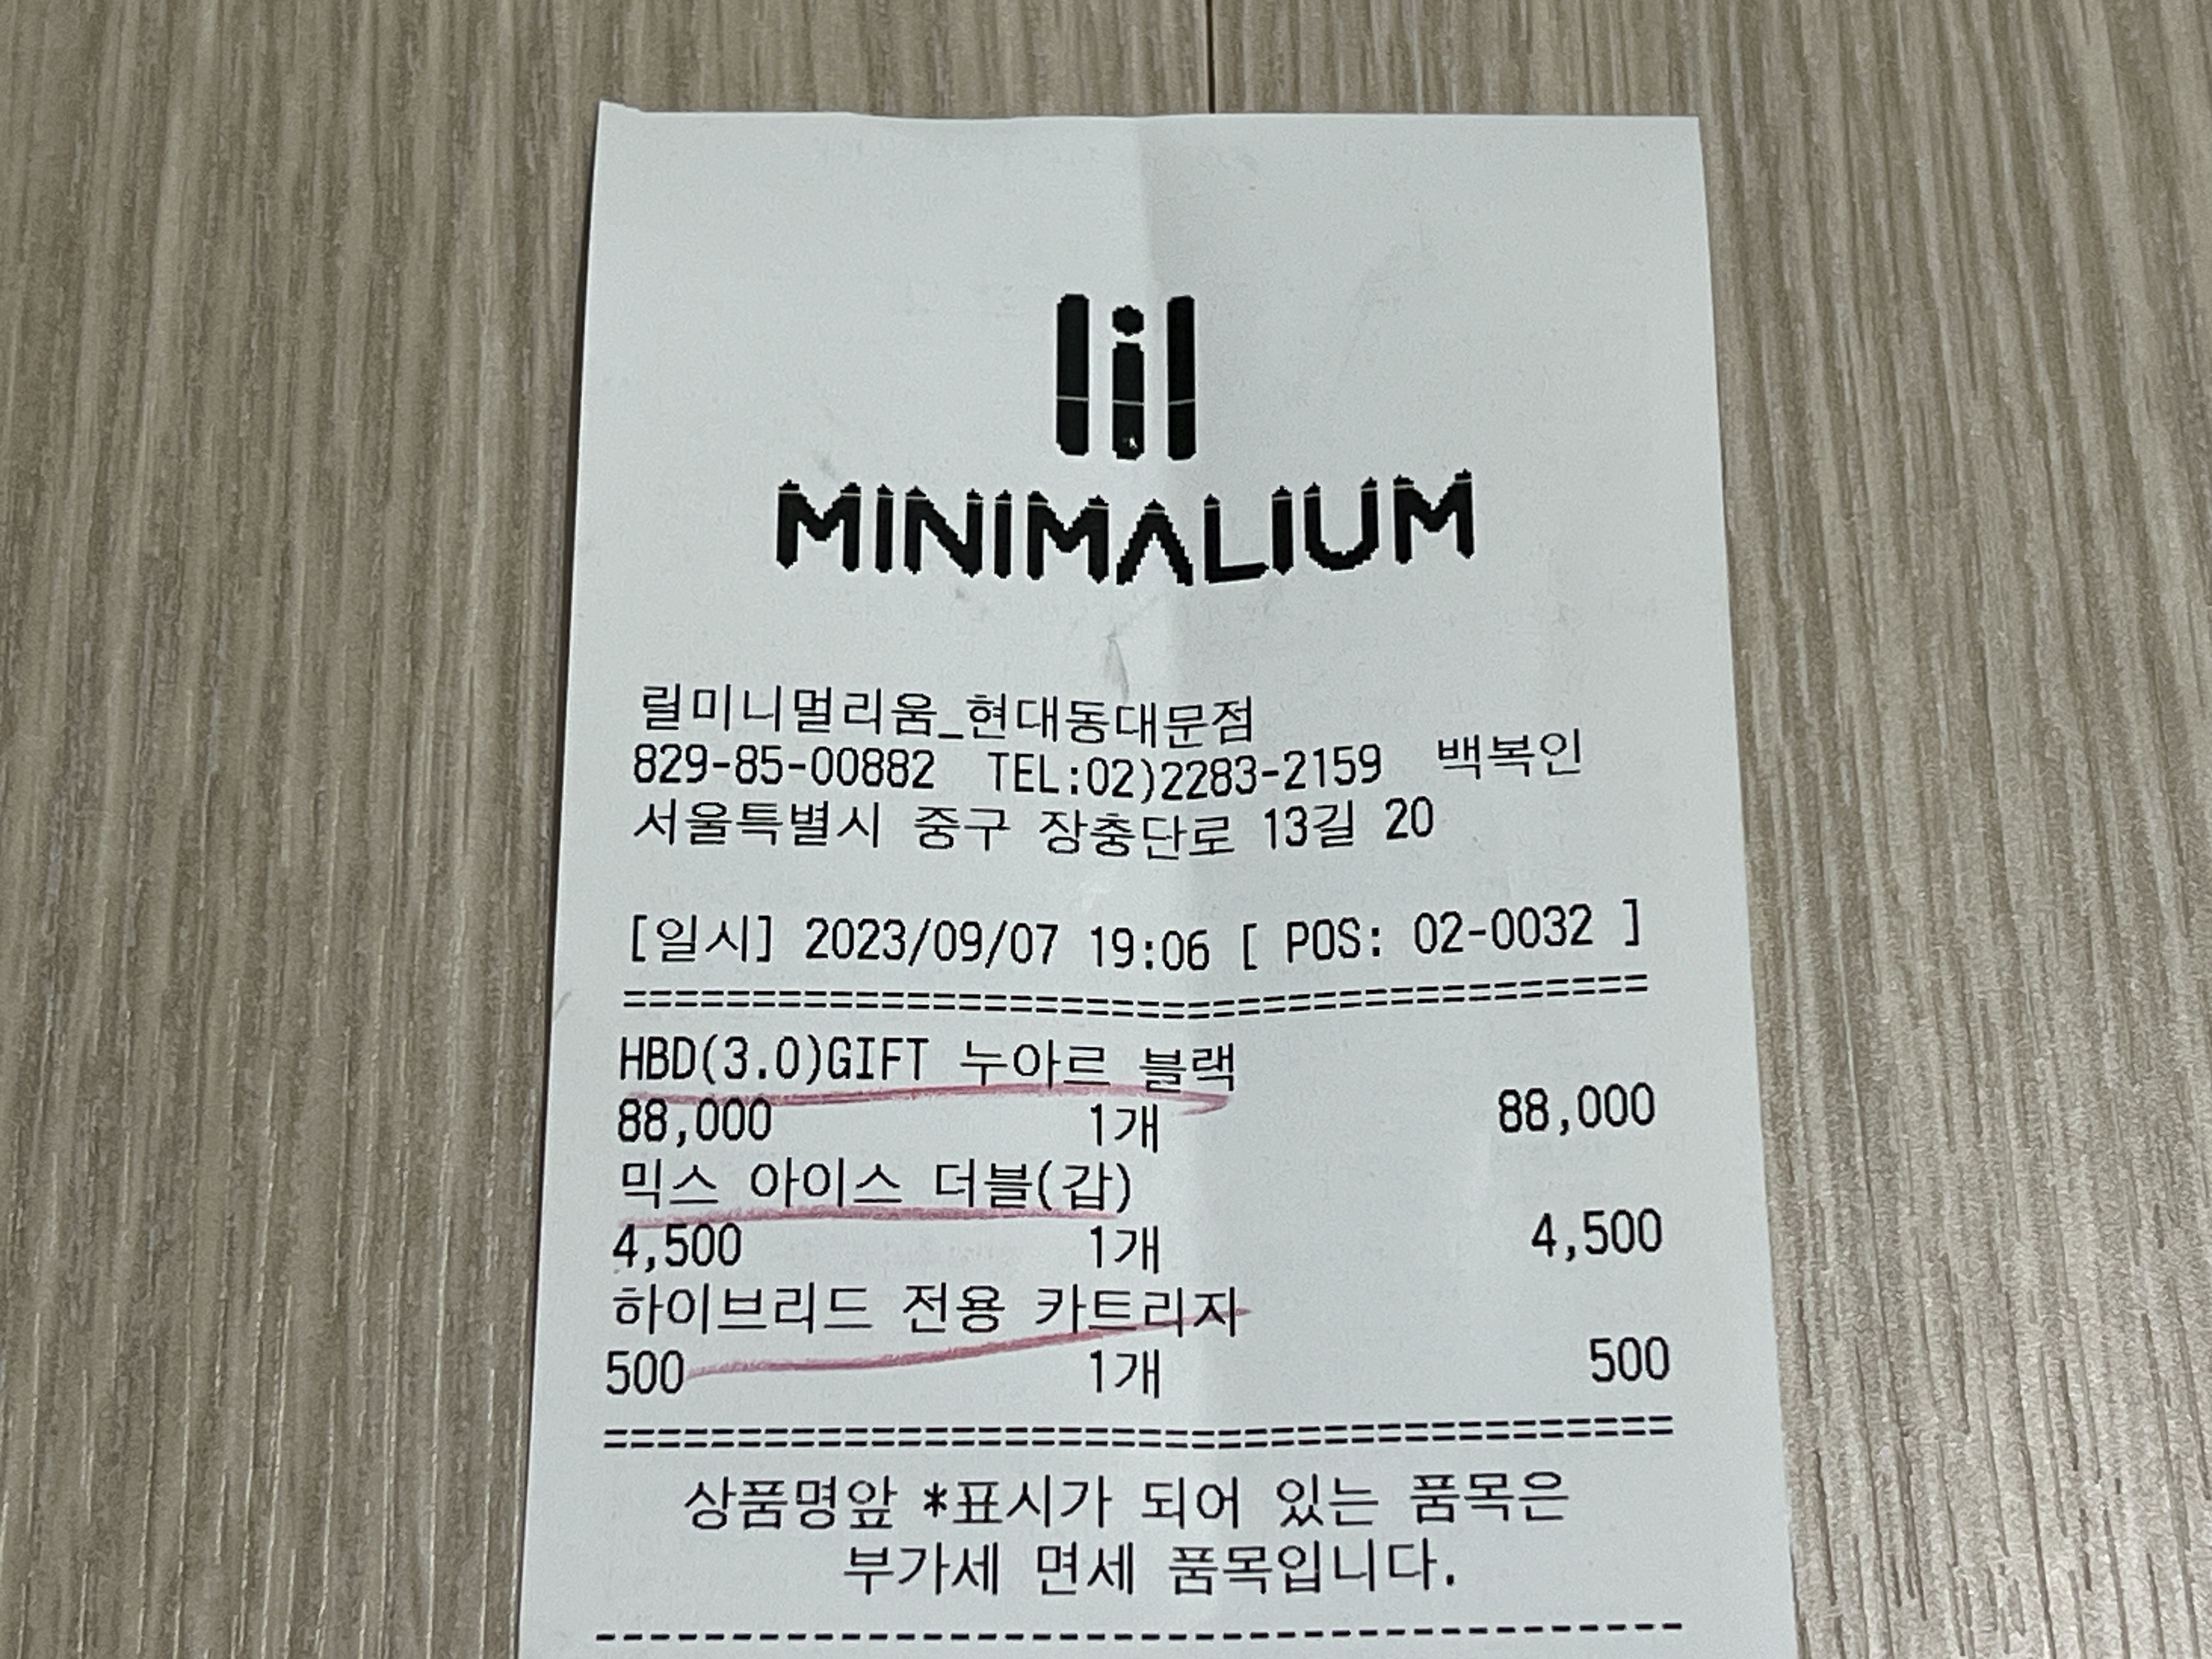 lil
MINIMALIUM
릴미니멀리움_현대동대문점
829-85-00882 TEL:02)2283-2159 백복인
서울특별시 중구 장충단로 13길 20
[일시] 2023/09/07 19:06 [ POS: 02-0032 ]
========================================
HBD(3.0)GIFT 누아르 블랙
88,000 1개 88,000
믹스 아이스 더블(갑)
4,500 1개 4,500
하이브리드 전용 카트리자
500 1개 500
========================================
상품명앞 *표시가 되어 있는 품목은
부가세 면세 품목입니다.
----------------------------------------